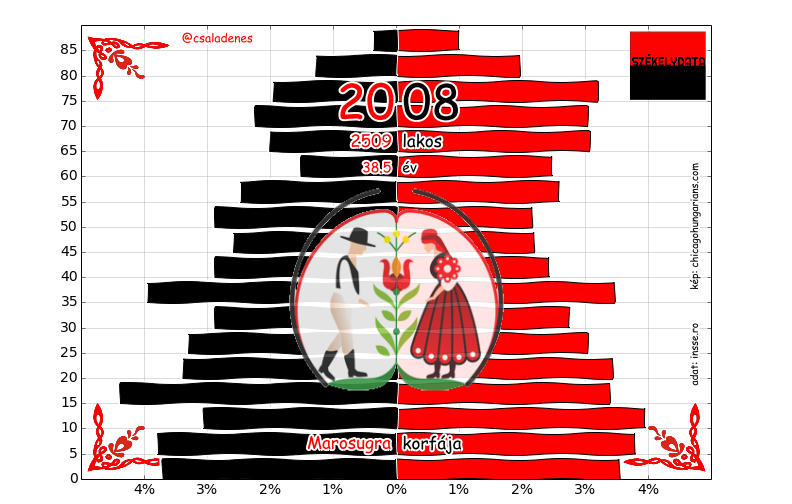 @csaladenes
SZÉKELYDATA
2008
2509 lakos
38.5 év
kép: chicagohungarians.com
adat: insse.ro
Marosugra korfája
85
80
75
70
65
60
55
50
45
40
35
30
25
20
15
10
5
0
4% 3% 2% 1% 0% 1% 2% 3% 4%